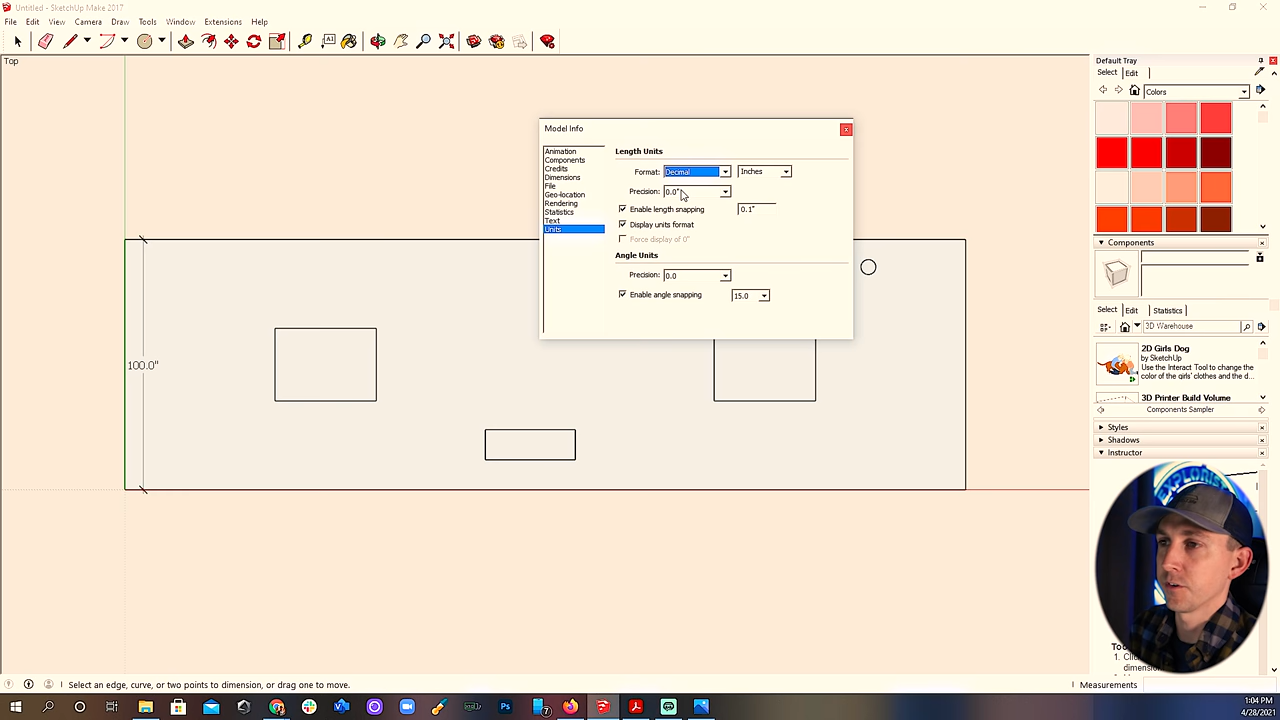 Untitled - SketchUp Make 2017
File Edit View Camera Draw Tools Window Extensions Help
Top
Default Tray
Select Edit
Colors
Model Info
Animation
Components
Credits
Dimensions
File
Geo-location
Rendering
Statistics
Text
Units
Length Units
Format: Decimal Inches
Precision: 0.0"
Enable length snapping 0.1"
Display units format
Force display of 0"
Angle Units
Precision: 0.0
Enable angle snapping 15.0
100.0"
Components
Select Edit Statistics
3D Warehouse
2D Girls Dog
by SketchUp
Use the Interact Tool to change the
color of the girls' clothes and the d...
3D Printer Build Volume
Components Sampler
Styles
Shadows
Instructor
EXPLORIST
1. Cli
dimension
Select an edge, curve, or two points to dimension, or drag one to move.
Measurements
1:04 PM
4/28/2021